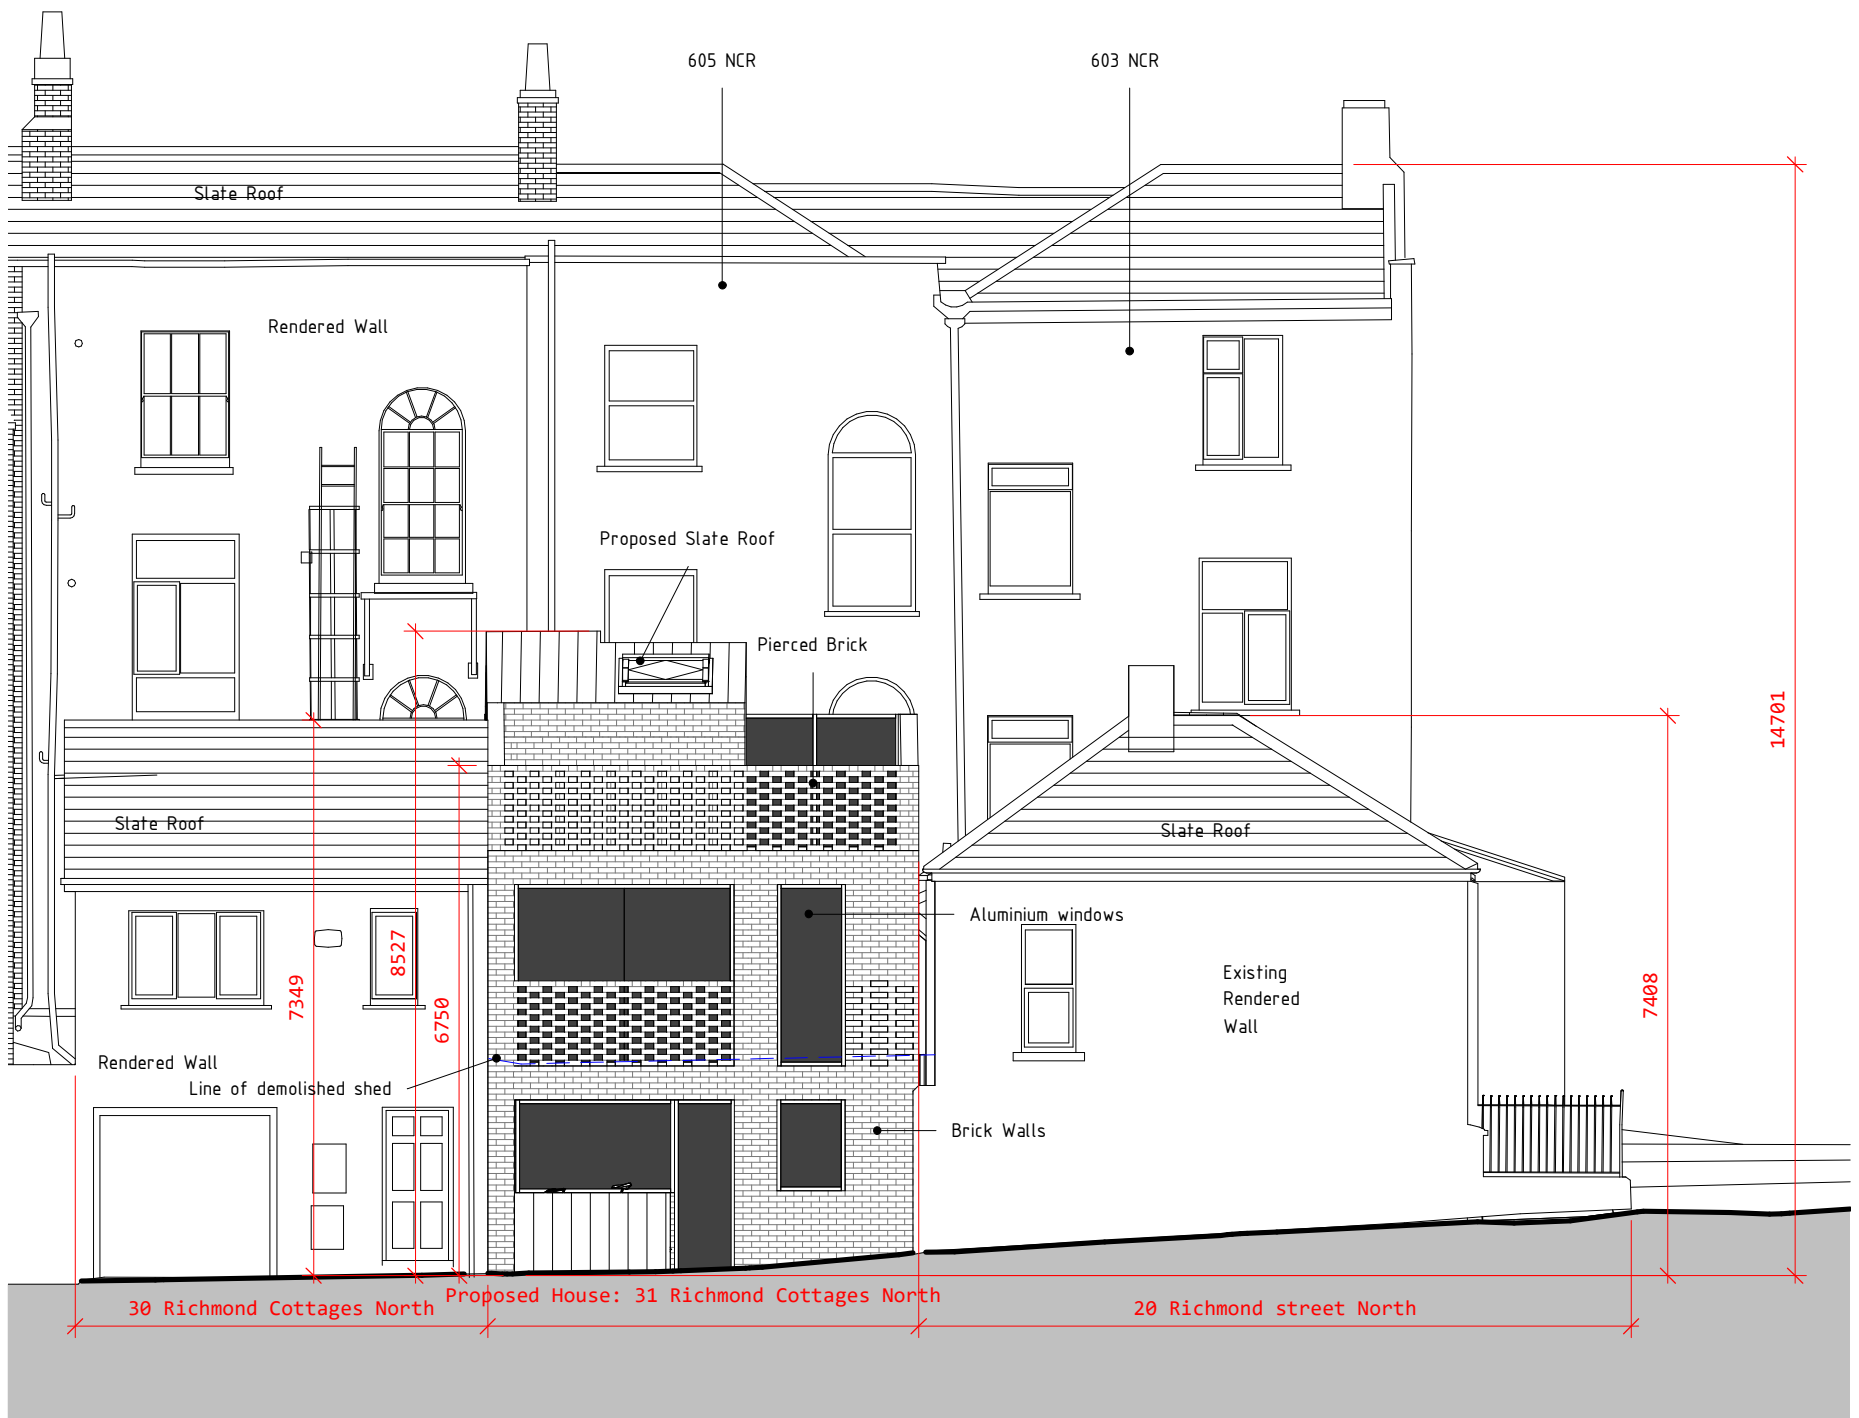 605 NCR
603 NCR
Slate Roof
Rendered Wall
Proposed Slate Roof
Pierced Brick
14701
Slate Roof
Slate Roof
Aluminium windows
8527
7349
6750
Existing
Rendered
Wall
7408
Rendered Wall
Line of demolished shed
Brick Walls
30 Richmond Cottages North
Proposed House: 31 Richmond Cottages North
20 Richmond street North